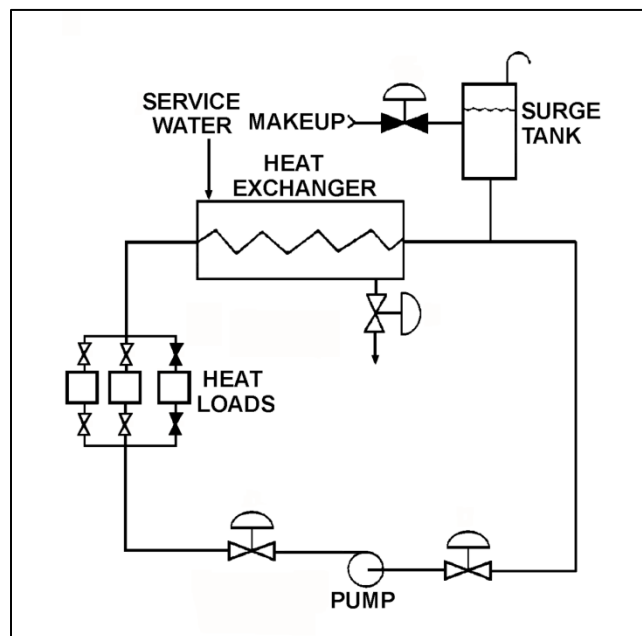 SERVICE
WATER
MAKEUP
SURGE
TANK
HEAT
EXCHANGER
HEAT
LOADS
PUMP